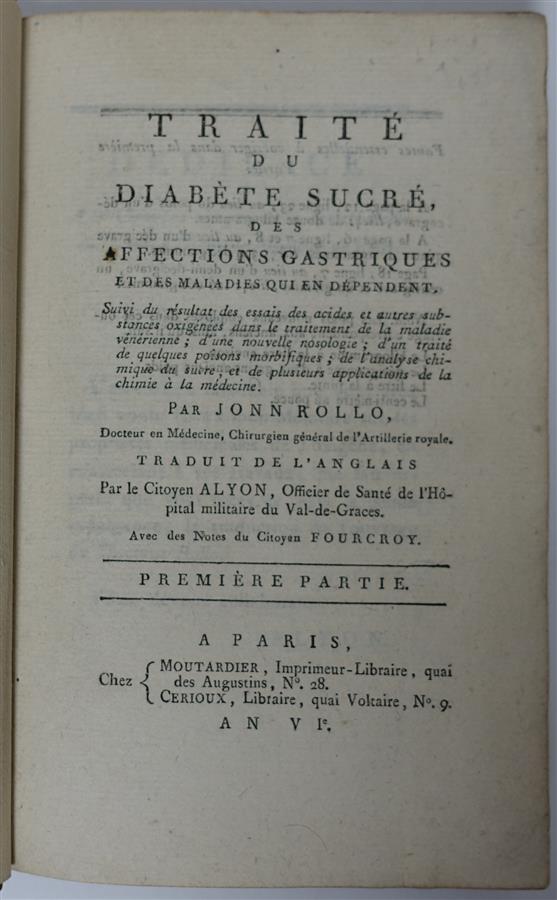 TRAITÉ
DU
DIABÈTE SUCRÉ,
DES
AFFECTIONS GASTRIQUES
ET DES MALADIES QUI EN DÉPENDENT.
Suivi du résultat des essais des acides et autres sub-
stances oxigénées dans le traitement de la maladie
vénérienne ; d'une nouvelle nosologie ; d'un traité
de quelques poisons morbifiques ; de l'analyse chi-
mique du sucre, et de plusieurs applications de la
chimie à la médecine.
PAR JONN ROLLO,
Docteur en Médecine, Chirurgien général de l'Artillerie royale.
TRADUIT DE L'ANGLAIS
Par le Citoyen ALYON, Officier de Santé de l'Hô-
pital militaire du Val-de-Graces.
Avec des Notes du Citoyen FOURCROY.
PREMIÈRE PARTIE.
A PARIS,
Chez { MOUTARDIER, Imprimeur-Libraire, quai
des Augustins, N°. 28.
CERIOUX, Libraire, quai Voltaire, N°. 9.
AN VIe.